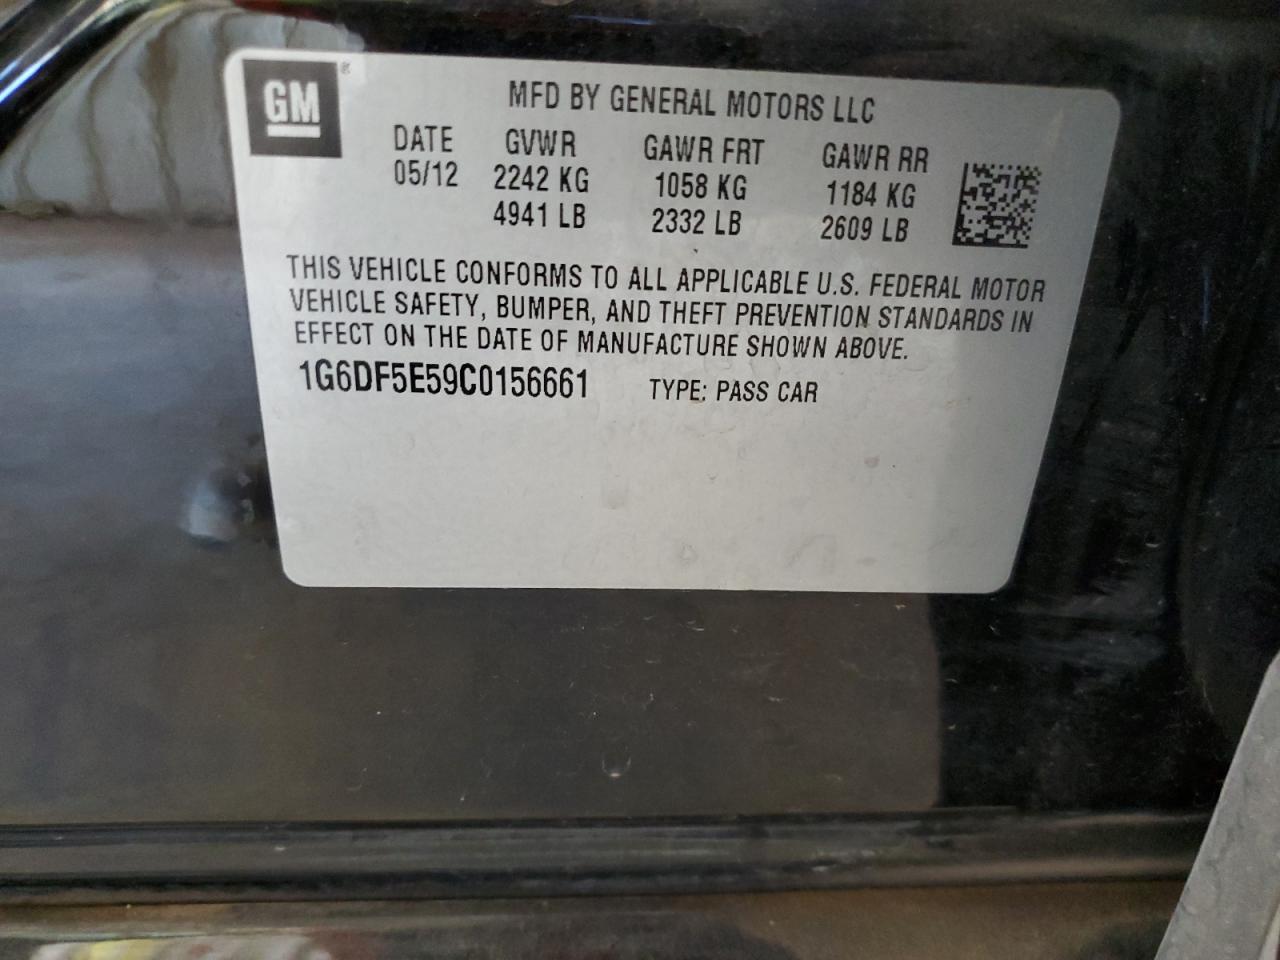 GM ®
MFD BY GENERAL MOTORS LLC
DATE GVWR GAWR FRT GAWR RR
05/12 2242 KG 1058 KG 1184 KG
4941 LB 2332 LB 2609 LB
THIS VEHICLE CONFORMS TO ALL APPLICABLE U.S. FEDERAL MOTOR
VEHICLE SAFETY, BUMPER, AND THEFT PREVENTION STANDARDS IN
EFFECT ON THE DATE OF MANUFACTURE SHOWN ABOVE.
1G6DF5E59C0156661 TYPE: PASS CAR